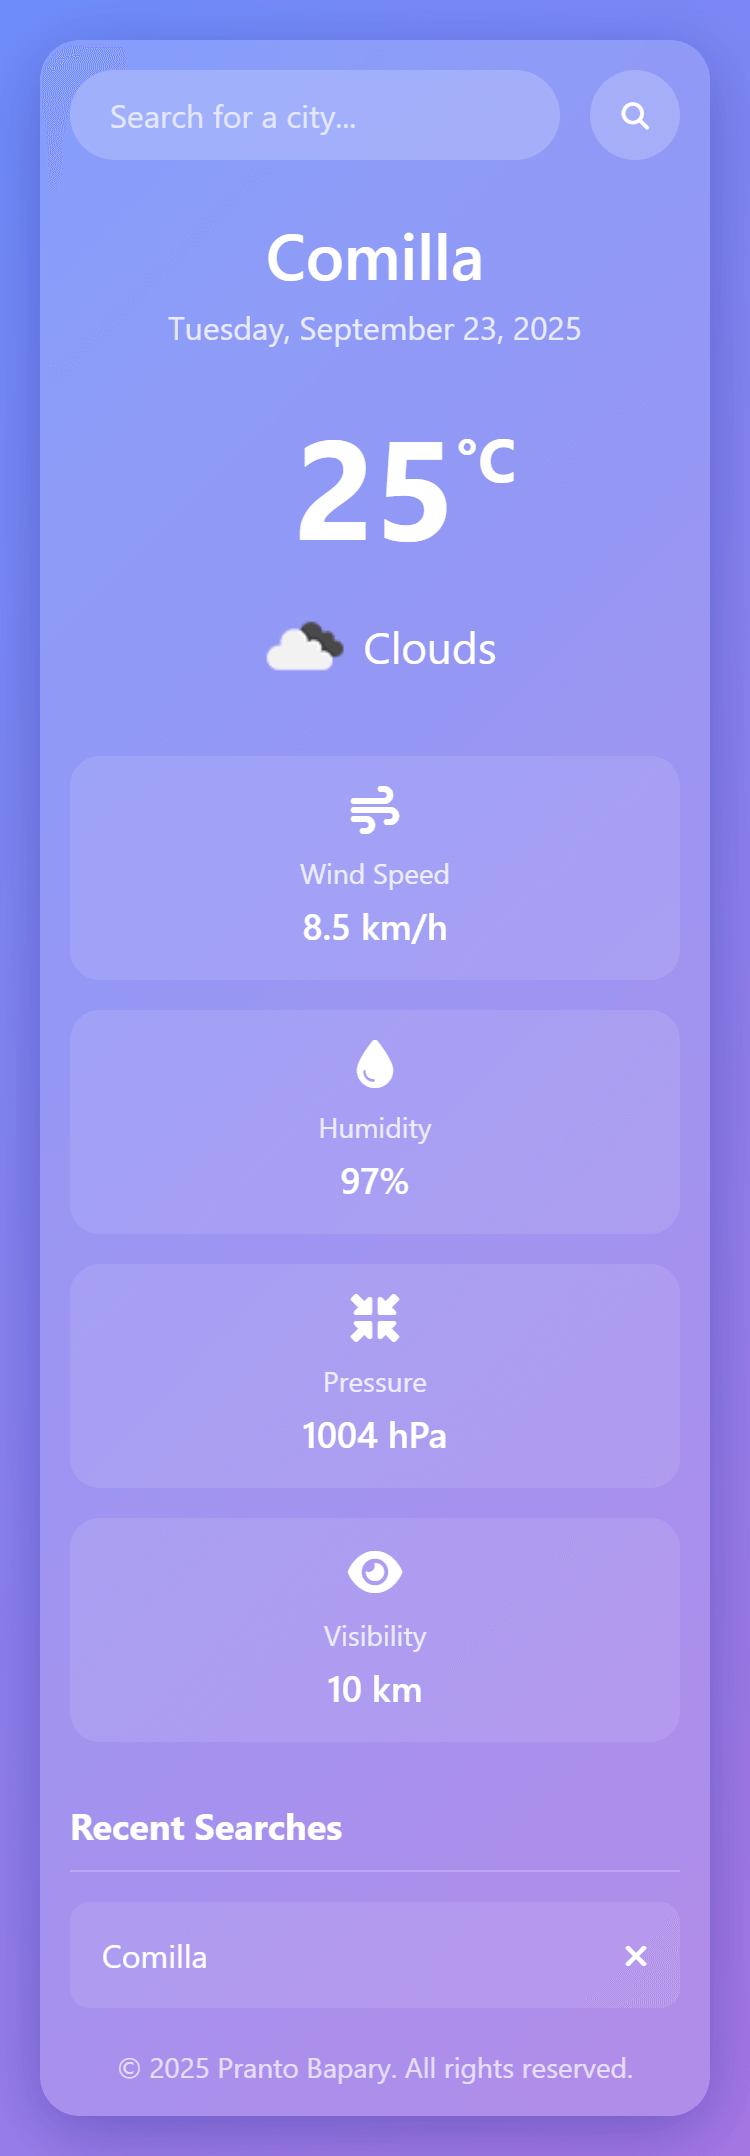 Search for a city...
Comilla
Tuesday, September 23, 2025
25°C
Clouds
Wind Speed
8.5 km/h
Humidity
97%
Pressure
1004 hPa
Visibility
10 km
Recent Searches
Comilla
© 2025 Pranto Bapary. All rights reserved.